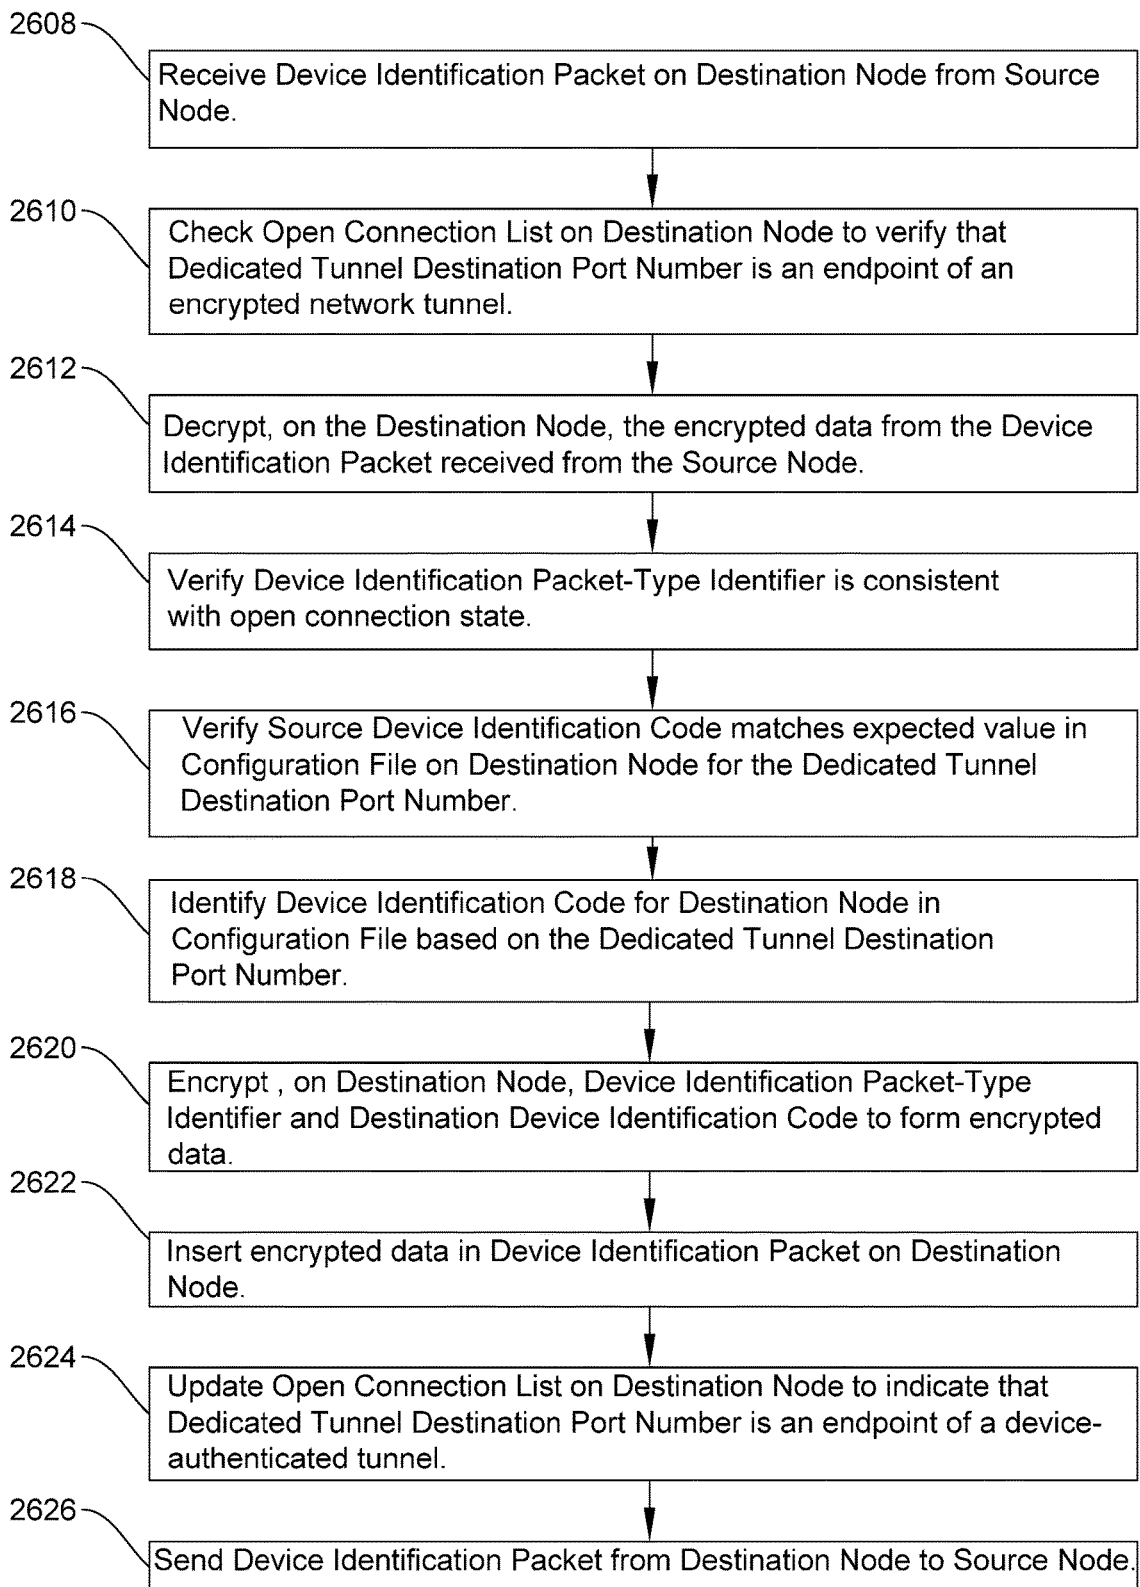 2608
Receive Device Identification Packet on Destination Node from Source
Node.
2610
Check Open Connection List on Destination Node to verify that
Dedicated Tunnel Destination Port Number is an endpoint of an
encrypted network tunnel.
2612
Decrypt, on the Destination Node, the encrypted data from the Device
Identification Packet received from the Source Node.
2614
Verify Device Identification Packet-Type Identifier is consistent
with open connection state.
2616
Verify Source Device Identification Code matches expected value in
Configuration File on Destination Node for the Dedicated Tunnel
Destination Port Number.
2618
Identify Device Identification Code for Destination Node in
Configuration File based on the Dedicated Tunnel Destination
Port Number.
2620
Encrypt , on Destination Node, Device Identification Packet-Type
Identifier and Destination Device Identification Code to form encrypted
data.
2622
Insert encrypted data in Device Identification Packet on Destination
Node.
2624
Update Open Connection List on Destination Node to indicate that
Dedicated Tunnel Destination Port Number is an endpoint of a device-
authenticated tunnel.
2626
Send Device Identification Packet from Destination Node to Source Node.